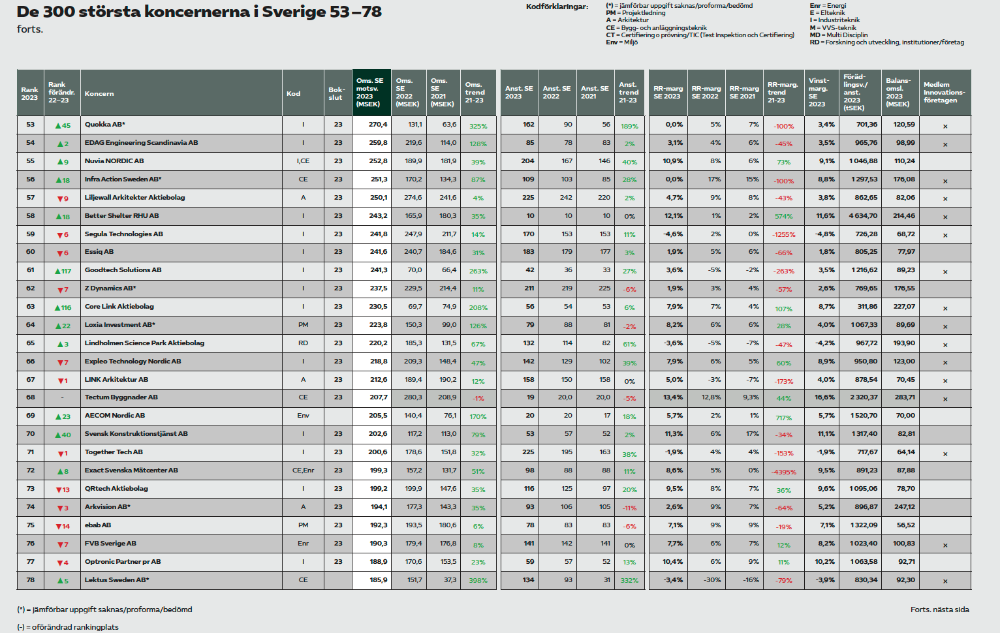 De 300 största koncernerna i Sverige 53–78
forts.
Kodförklaringar:
(*) = jämförbar uppgift saknas/proforma/bedömd
PM = Projektledning
A = Arkitektur
CE = Bygg- och anläggningsteknik
CT = Certifiering o prövning/TIC (Test Inspektion och Certifiering)
Env = Miljö
Enr = Energi
E = Elteknik
I = Industriteknik
M = VVS-teknik
MD = Multi Disciplin
RD = Forskning och utveckling, institutioner/företag
Rank 2023 | Rank förändr. 22–23 | Koncern | Kod | Bok-slut | Oms. SE motsv. 2023 (MSEK) | Oms. SE 2022 (MSEK) | Oms. SE 2021 (MSEK) | Oms. trend 21-23 | Anst. SE 2023 | Anst. SE 2022 | Anst. SE 2021 | Anst. trend 21-23 | RR-marg SE 2023 | RR-marg SE 2022 | RR-marg SE 2021 | RR-marg. trend 21-23 | Vinst-marg. SE 2023 | Föräd-lingsv./anst. 2023 (tSEK) | Balans-omsl. 2023 (MSEK) | Medlem Innovations-företagen
53 ▲45 Quokka AB* I 23 270,4 131,1 63,6 325% 162 90 56 189% 0,0% 5% 7% -100% 3,4% 701,36 120,59 ×
54 ▲2 EDAG Engineering Scandinavia AB I 23 259,8 219,6 114,0 128% 85 78 83 2% 3,1% 4% 6% -45% 3,5% 965,76 98,99 ×
55 ▲9 Nuvia NORDIC AB I,CE 23 252,8 189,9 181,9 39% 204 167 146 40% 10,9% 8% 6% 73% 9,1% 1 046,88 110,24
56 ▲18 Infra Action Sweden AB* CE 23 251,3 170,2 134,3 87% 109 103 85 28% 0,0% 17% 15% -100% 8,8% 1 297,53 176,08 ×
57 ▼9 Liljewall Arkitekter Aktiebolag A 23 250,1 274,6 241,6 4% 225 242 220 2% 4,7% 9% 8% -43% 3,8% 862,65 82,06 ×
58 ▲18 Better Shelter RHU AB I 23 243,2 165,9 180,3 35% 10 10 10 0% 12,1% 1% 2% 574% 11,6% 4 634,70 214,46 ×
59 ▼6 Segula Technologies AB I 23 241,8 247,9 211,7 14% 170 153 153 11% -4,6% 2% 0% -1255% -4,8% 726,28 68,72 ×
60 ▼6 Essiq AB I 23 241,6 240,7 184,6 31% 183 179 177 3% 1,9% 5% 6% -66% 1,8% 805,25 77,97
61 ▲117 Goodtech Solutions AB I 23 241,3 70,0 66,4 263% 42 36 33 27% 3,6% -5% -2% -263% 3,5% 1 216,62 89,23 ×
62 ▼7 Z Dynamics AB* I 23 237,5 229,5 214,4 11% 211 219 225 -6% 1,9% 3% 4% -57% 2,6% 769,65 176,55
63 ▲116 Core Link Aktiebolag I 23 230,5 69,7 74,9 208% 56 54 53 6% 7,9% 7% 4% 107% 8,7% 311,86 227,07 ×
64 ▲22 Loxia Investment AB* PM 23 223,8 150,3 99,0 126% 79 88 81 -2% 8,2% 6% 6% 28% 4,0% 1 067,33 89,69 ×
65 ▲3 Lindholmen Science Park Aktiebolag RD 23 220,2 185,3 131,5 67% 132 114 82 61% -3,6% -5% -7% -47% -4,2% 967,72 193,90 ×
66 ▼7 Expleo Technology Nordic AB I 23 218,8 209,3 148,4 47% 142 129 102 39% 7,9% 6% 5% 60% 8,9% 950,80 123,00 ×
67 ▼1 LINK Arkitektur AB A 23 212,6 189,4 190,2 12% 158 150 158 0% 5,0% -3% -7% -173% 4,0% 878,54 70,45 ×
68 - Tectum Byggnader AB CE 23 207,7 280,3 208,9 -1% 19 20,0 20,0 -5% 13,4% 12,8% 9,3% 44% 16,6% 2 320,37 283,71 ×
69 ▲23 AECOM Nordic AB Env 205,5 140,4 76,1 170% 20 20 17 18% 5,7% 2% 1% 717% 5,7% 1 520,70 70,00
70 ▲40 Svensk Konstruktionstjänst AB I 23 202,6 117,2 113,0 79% 53 57 52 2% 11,3% 6% 17% -34% 11,1% 1 317,40 82,81
71 ▼1 Together Tech AB I 23 200,6 178,6 151,8 32% 225 195 163 38% -1,9% 4% 4% -153% -1,9% 717,67 64,14 ×
72 ▲8 Exact Svenska Mätcenter AB CE,Enr 23 199,3 157,2 131,7 51% 98 88 88 11% 8,6% 5% 0% -4395% 9,5% 891,23 87,88
73 ▼13 QRtech Aktiebolag I 23 199,2 199,9 147,6 35% 116 125 97 20% 9,5% 8% 7% 36% 9,6% 1 095,06 78,70
74 ▼3 Arkvision AB* A 23 194,1 177,3 143,3 35% 93 106 105 -11% 2,6% 9% 7% -64% 5,2% 896,87 247,12
75 ▼14 ebab AB PM 23 192,3 193,5 180,6 6% 78 83 83 -6% 7,1% 9% 9% -19% 7,1% 1 322,09 56,52
76 ▼7 FVB Sverige AB Enr 23 190,3 179,4 176,8 8% 141 142 141 0% 7,7% 6% 7% 12% 8,2% 1 023,40 100,83 ×
77 ▼4 Optronic Partner pr AB I 23 188,9 170,6 153,5 23% 59 57 52 13% 10,4% 6% 9% 11% 10,2% 1 063,58 92,71
78 ▲5 Lektus Sweden AB* CE 185,9 151,7 37,3 398% 134 93 31 332% -3,4% -30% -16% -79% -3,9% 830,34 92,30 ×
(*) = jämförbar uppgift saknas/proforma/bedömd
Forts. nästa sida
(-) = oförändrad rankingplats